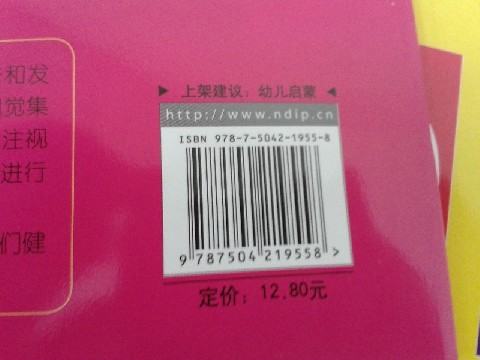 和发
觉集
注视
进行
们健
▶ 上架建议：幼儿启蒙 ◀
http://www.ndip.cn
ISBN 978-7-5042-1955-8
9 787504 219558 >
定价：12.80元